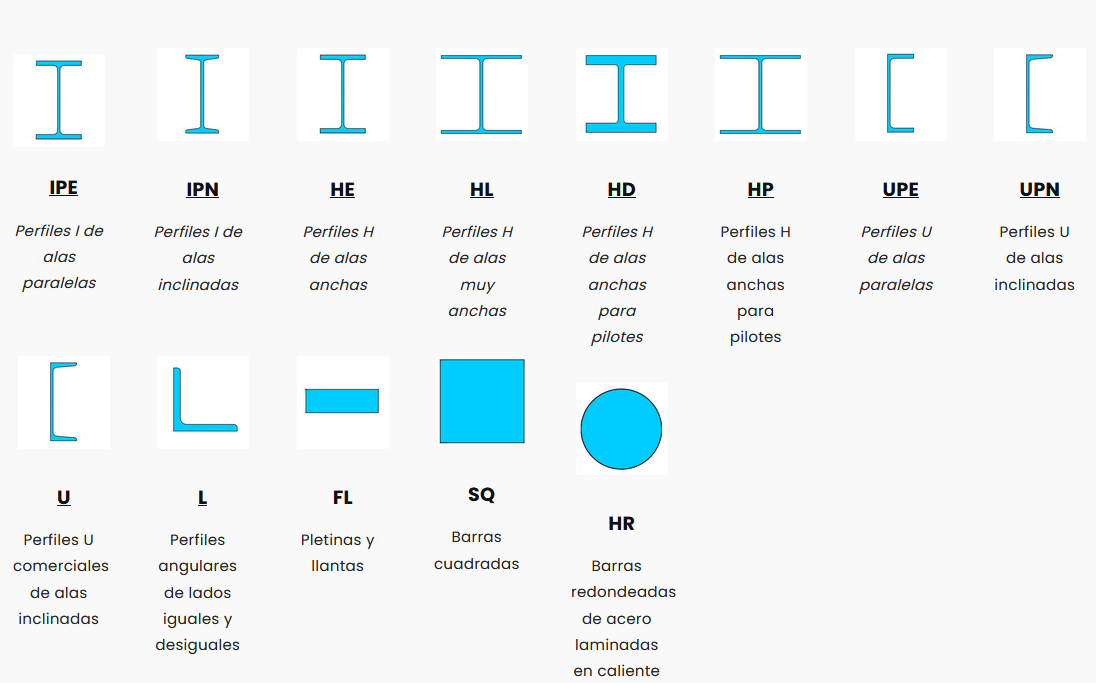 IPE
Perfiles I de
alas
paralelas
IPN
Perfiles I de
alas
inclinadas
HE
Perfiles H
de alas
anchas
HL
Perfiles H
de alas
muy
anchas
HD
Perfiles H
de alas
anchas
para
pilotes
HP
Perfiles H
de alas
anchas
para
pilotes
UPE
Perfiles U
de alas
paralelas
UPN
Perfiles U
de alas
inclinadas
U
Perfiles U
comerciales
de alas
inclinadas
L
Perfiles
angulares
de lados
iguales y
desiguales
FL
Pletinas y
llantas
SQ
Barras
cuadradas
HR
Barras
redondeadas
de acero
laminadas
en caliente